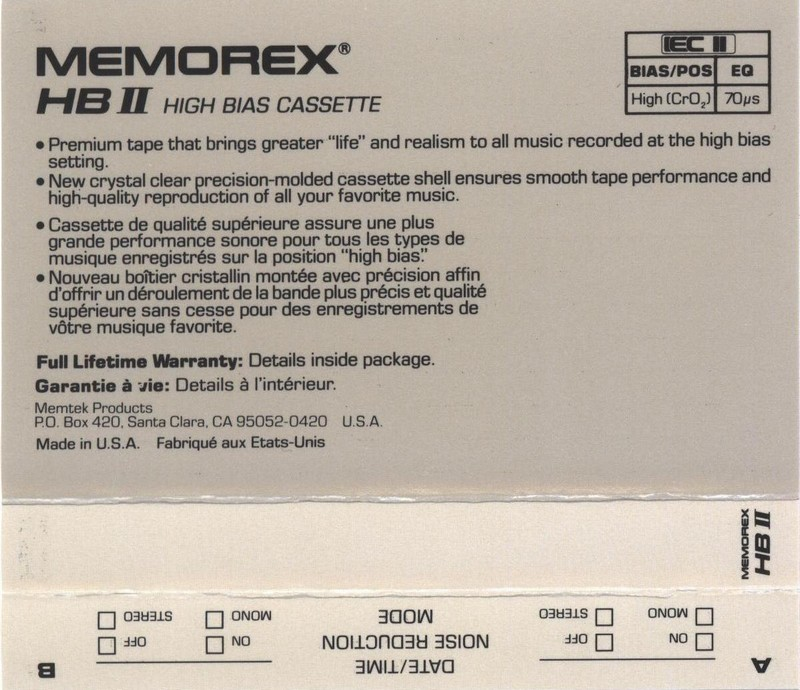 MEMOREX®
HB II HIGH BIAS CASSETTE
IEC II
BIAS/POS EQ
High (CrO₂) 70µs
• Premium tape that brings greater "life" and realism to all music recorded at the high bias
setting.
• New crystal clear precision-molded cassette shell ensures smooth tape performance and
high-quality reproduction of all your favorite music.
• Cassette de qualité supérieure assure une plus
grande performance sonore pour tous les types de
musique enregistrés sur la position "high bias."
• Nouveau boîtier cristallin montée avec précision affin
d'offrir un déroulement de la bande plus précis et qualité
supérieure sans cesse pour des enregistrements de
vôtre musique favorite.
Full Lifetime Warranty: Details inside package.
Garantie à vie: Details à l'intérieur.
Memtek Products
P.O. Box 420, Santa Clara, CA 95052-0420 U.S.A.
Made in U.S.A. Fabriqué aux Etats-Unis
MEMOREX
HB II
A DATE/TIME B
ON OFF NOISE REDUCTION ON OFF
MONO STEREO MODE MONO STEREO